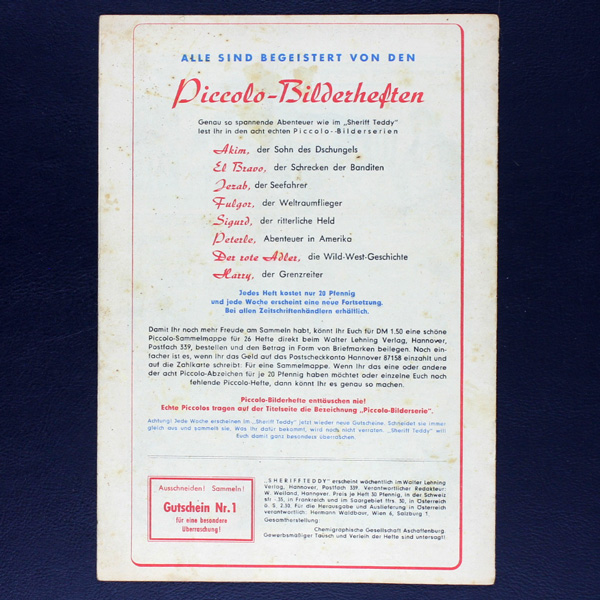 ALLE SIND BEGEISTERT VON DEN
Piccolo-Bilderheften
Genau so spannende Abenteuer wie im „Sheriff Teddy"
lest Ihr in den acht echten Piccolo-Bilderserien
Akim, der Sohn des Dschungels
El Bravo, der Schrecken der Banditen
Jezab, der Seefahrer
Fulgor, der Weltraumflieger
Sigurd, der ritterliche Held
Peterle, Abenteuer in Amerika
Der rote Adler, die Wild-West-Geschichte
Harry, der Grenzreiter
Jedes Heft kostet nur 20 Pfennig
und jede Woche erscheint eine neue Fortsetzung.
Bei allen Zeitschriftenhändlern erhältlich.
Damit Ihr noch mehr Freude am Sammeln habt, könnt Ihr Euch für DM 1.50 eine schöne
Piccolo-Sammelmappe für 26 Hefte direkt beim Walter Lehning Verlag, Hannover,
Postfach 339, bestellen und den Betrag in Form von Briefmarken beilegen. Noch ein-
facher ist es, wenn Ihr das Geld auf das Postscheckkonto Hannover 87158 einzahlt und
auf die Zahlkarte schreibt: Für eine Sammelmappe. Wenn Ihr das eine oder andere
der acht Piccolo-Abzeichen für je 20 Pfennig haben möchtet oder einzelne Euch noch
fehlende Piccolo-Hefte, dann könnt Ihr es genau so machen.
Piccolo-Bilderhefte enttäuschen nie!
Echte Piccolos tragen auf der Titelseite die Bezeichnung „Piccolo-Bilderserie".
Achtung! Jede Woche erscheinen im „Sheriff Teddy" jetzt wieder neue Gutscheine. Schneidet sie immer
gleich aus und sammelt sie. Was Ihr dafür bekommt, wird noch nicht verraten. „Sheriff Teddy" will
Euch damit ganz besonders überraschen.
Ausschneiden! Sammeln!
Gutschein Nr. 1
für eine besondere
Überraschung!
„SHERIFF TEDDY" erscheint wöchentlich im Walter Lehning
Verlag, Hannover, Postfach 339. Verantwortlicher Redakteur:
W. Weiland, Hannover. Preis je Heft 30 Pfennig, in der Schweiz
sfr -.35, in Frankreich und im Saargebiet ffrs. 30, in Österreich
ö. S. 2.30. Für die Herausgabe und Auslieferung in Österreich
verantwortlich: Hermann Waldbaur, Wien 6, Salzburg 1.
Gesamtherstellung:
Chemigraphische Gesellschaft Aschaffenburg.
Gewerbsmäßiger Tausch und Verleih der Hefte sind untersagt!